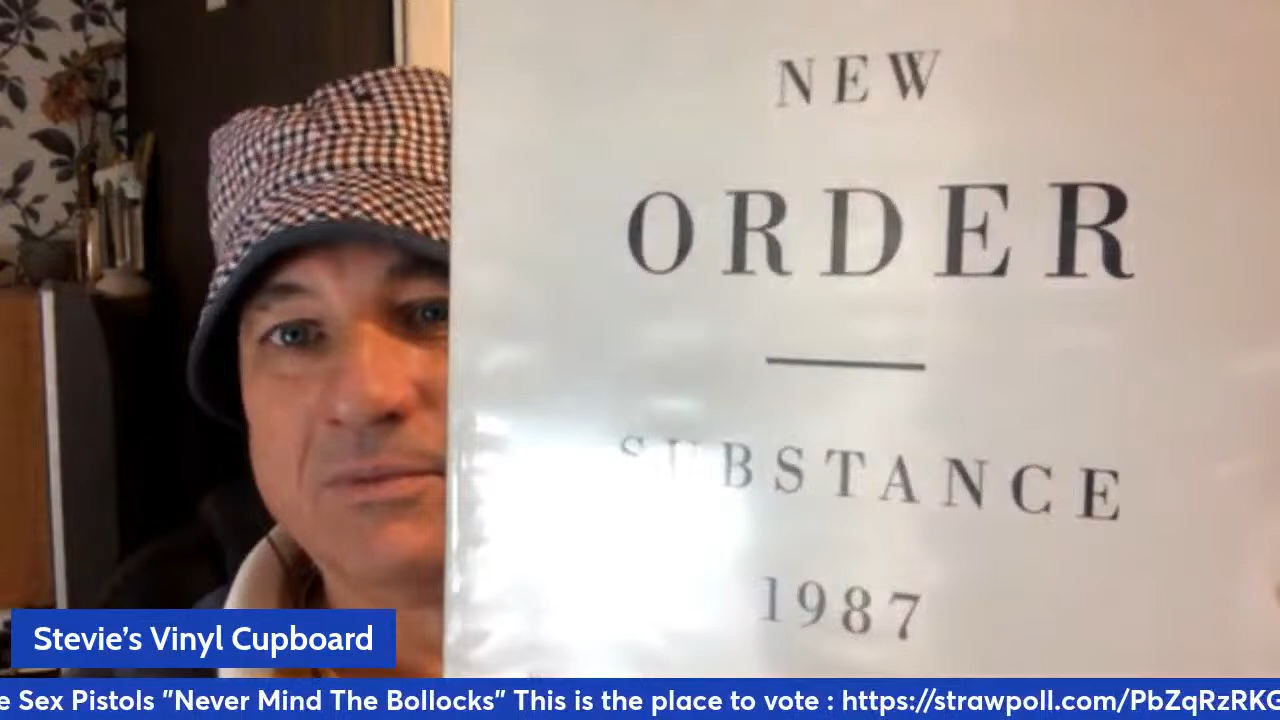 NEW
ORDER
SUBSTANCE
1987
Stevie's Vinyl Cupboard
Sex Pistols "Never Mind The Bollocks" This is the place to vote : https://strawpoll.com/PbZqRzRK